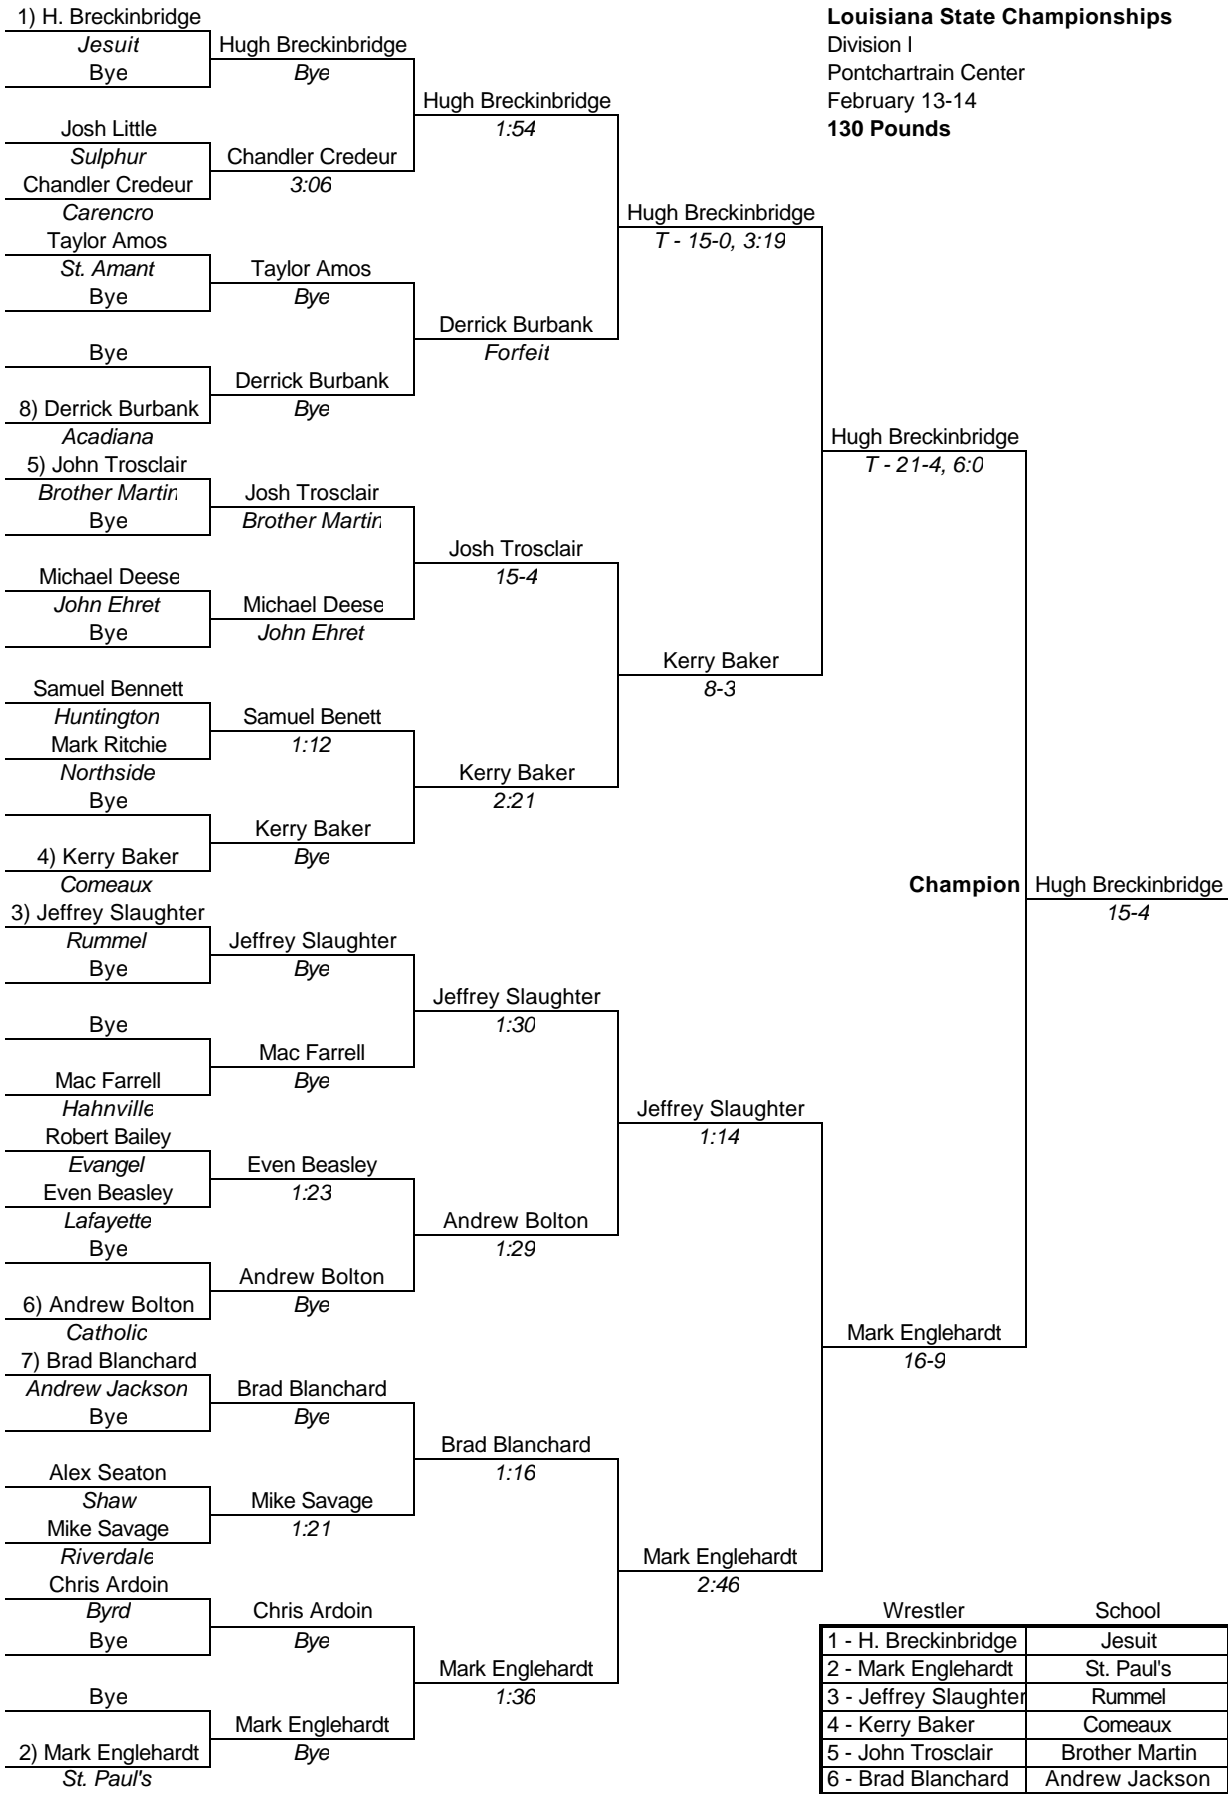 Louisiana State Championships
Division I
Pontchartrain Center
February 13-14
130 Pounds
1) H. Breckinbridge
Jesuit
Bye
Josh Little
Sulphur
Chandler Credeur
Carencro
Taylor Amos
St. Amant
Bye
Bye
8) Derrick Burbank
Acadiana
5) John Trosclair
Brother Martin
Bye
Michael Deese
John Ehret
Bye
Samuel Bennett
Huntington
Mark Ritchie
Northside
Bye
4) Kerry Baker
Comeaux
3) Jeffrey Slaughter
Rummel
Bye
Bye
Mac Farrell
Hahnville
Robert Bailey
Evangel
Even Beasley
Lafayette
Bye
6) Andrew Bolton
Catholic
7) Brad Blanchard
Andrew Jackson
Bye
Alex Seaton
Shaw
Mike Savage
Riverdale
Chris Ardoin
Byrd
Bye
Bye
2) Mark Englehardt
St. Paul's
Hugh Breckinbridge
Bye
Chandler Credeur
3:06
Taylor Amos
Bye
Derrick Burbank
Bye
Josh Trosclair
Brother Martin
Michael Deese
John Ehret
Samuel Benett
1:12
Kerry Baker
Bye
Jeffrey Slaughter
Bye
Mac Farrell
Bye
Even Beasley
1:23
Andrew Bolton
Bye
Brad Blanchard
Bye
Mike Savage
1:21
Chris Ardoin
Bye
Mark Englehardt
Bye
Hugh Breckinbridge
1:54
Derrick Burbank
Forfeit
Josh Trosclair
15-4
Kerry Baker
2:21
Jeffrey Slaughter
1:30
Andrew Bolton
1:29
Brad Blanchard
1:16
Mark Englehardt
1:36
Hugh Breckinbridge
T - 15-0, 3:19
Kerry Baker
8-3
Jeffrey Slaughter
1:14
Mark Englehardt
2:46
Hugh Breckinbridge
T - 21-4, 6:0
Mark Englehardt
16-9
Champion Hugh Breckinbridge
15-4
Wrestler School
1 - H. Breckinbridge Jesuit
2 - Mark Englehardt St. Paul's
3 - Jeffrey Slaughter Rummel
4 - Kerry Baker Comeaux
5 - John Trosclair Brother Martin
6 - Brad Blanchard Andrew Jackson